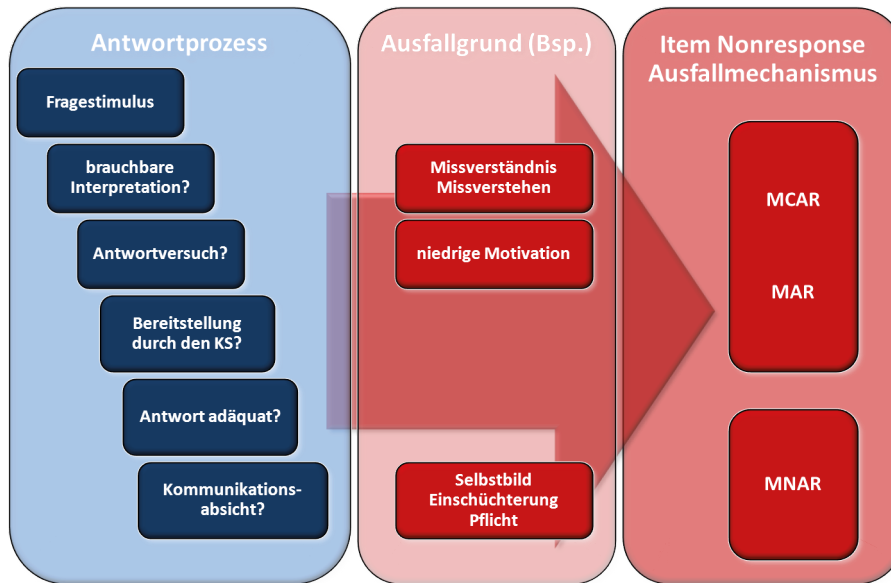 Antwortprozess
Fragestimulus
brauchbare
Interpretation?
Antwortversuch?
Bereitstellung
durch den KS?
Antwort adäquat?
Kommunikations-
absicht?
Ausfallgrund (Bsp.)
Missverständnis
Missverstehen
niedrige Motivation
Selbstbild
Einschüchterung
Pflicht
Item Nonresponse
Ausfallmechanismus
MCAR
MAR
MNAR